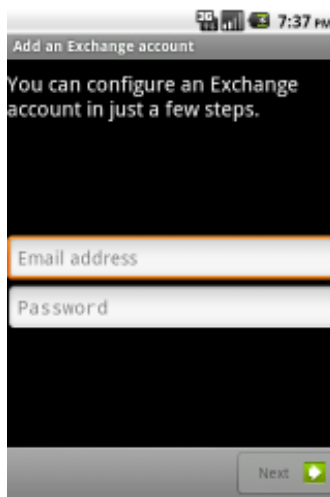 3G 7:37 PM
Add an Exchange account
You can configure an Exchange
account in just a few steps.
Email address
Password
Next